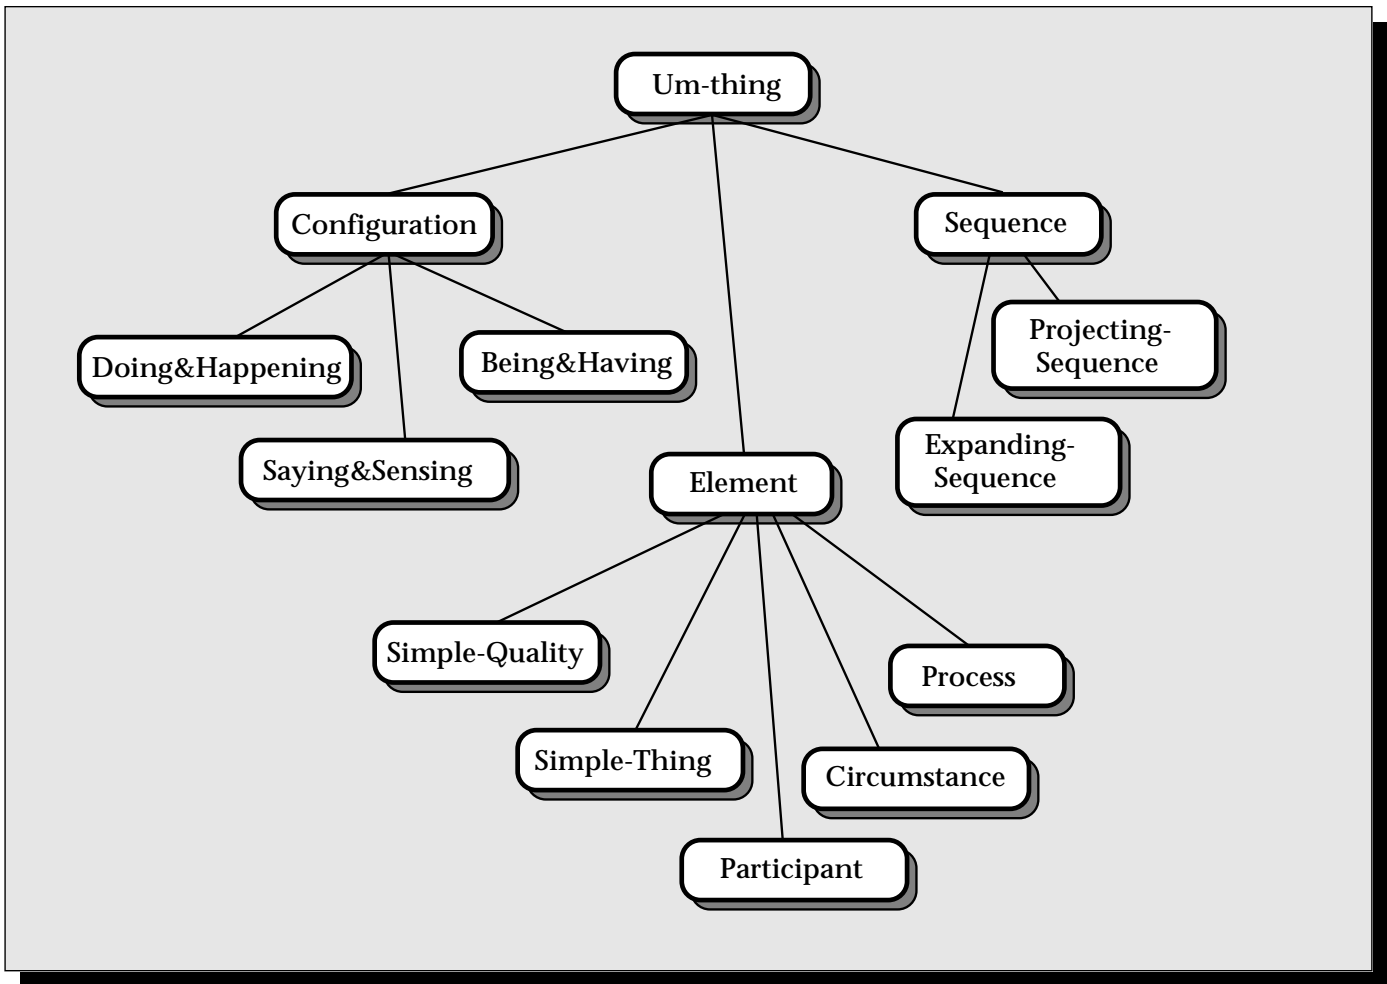 Um-thing
Configuration
Sequence
Doing&Happening
Being&Having
Projecting-
Sequence
Saying&Sensing
Element
Expanding-
Sequence
Simple-Quality
Process
Simple-Thing
Circumstance
Participant